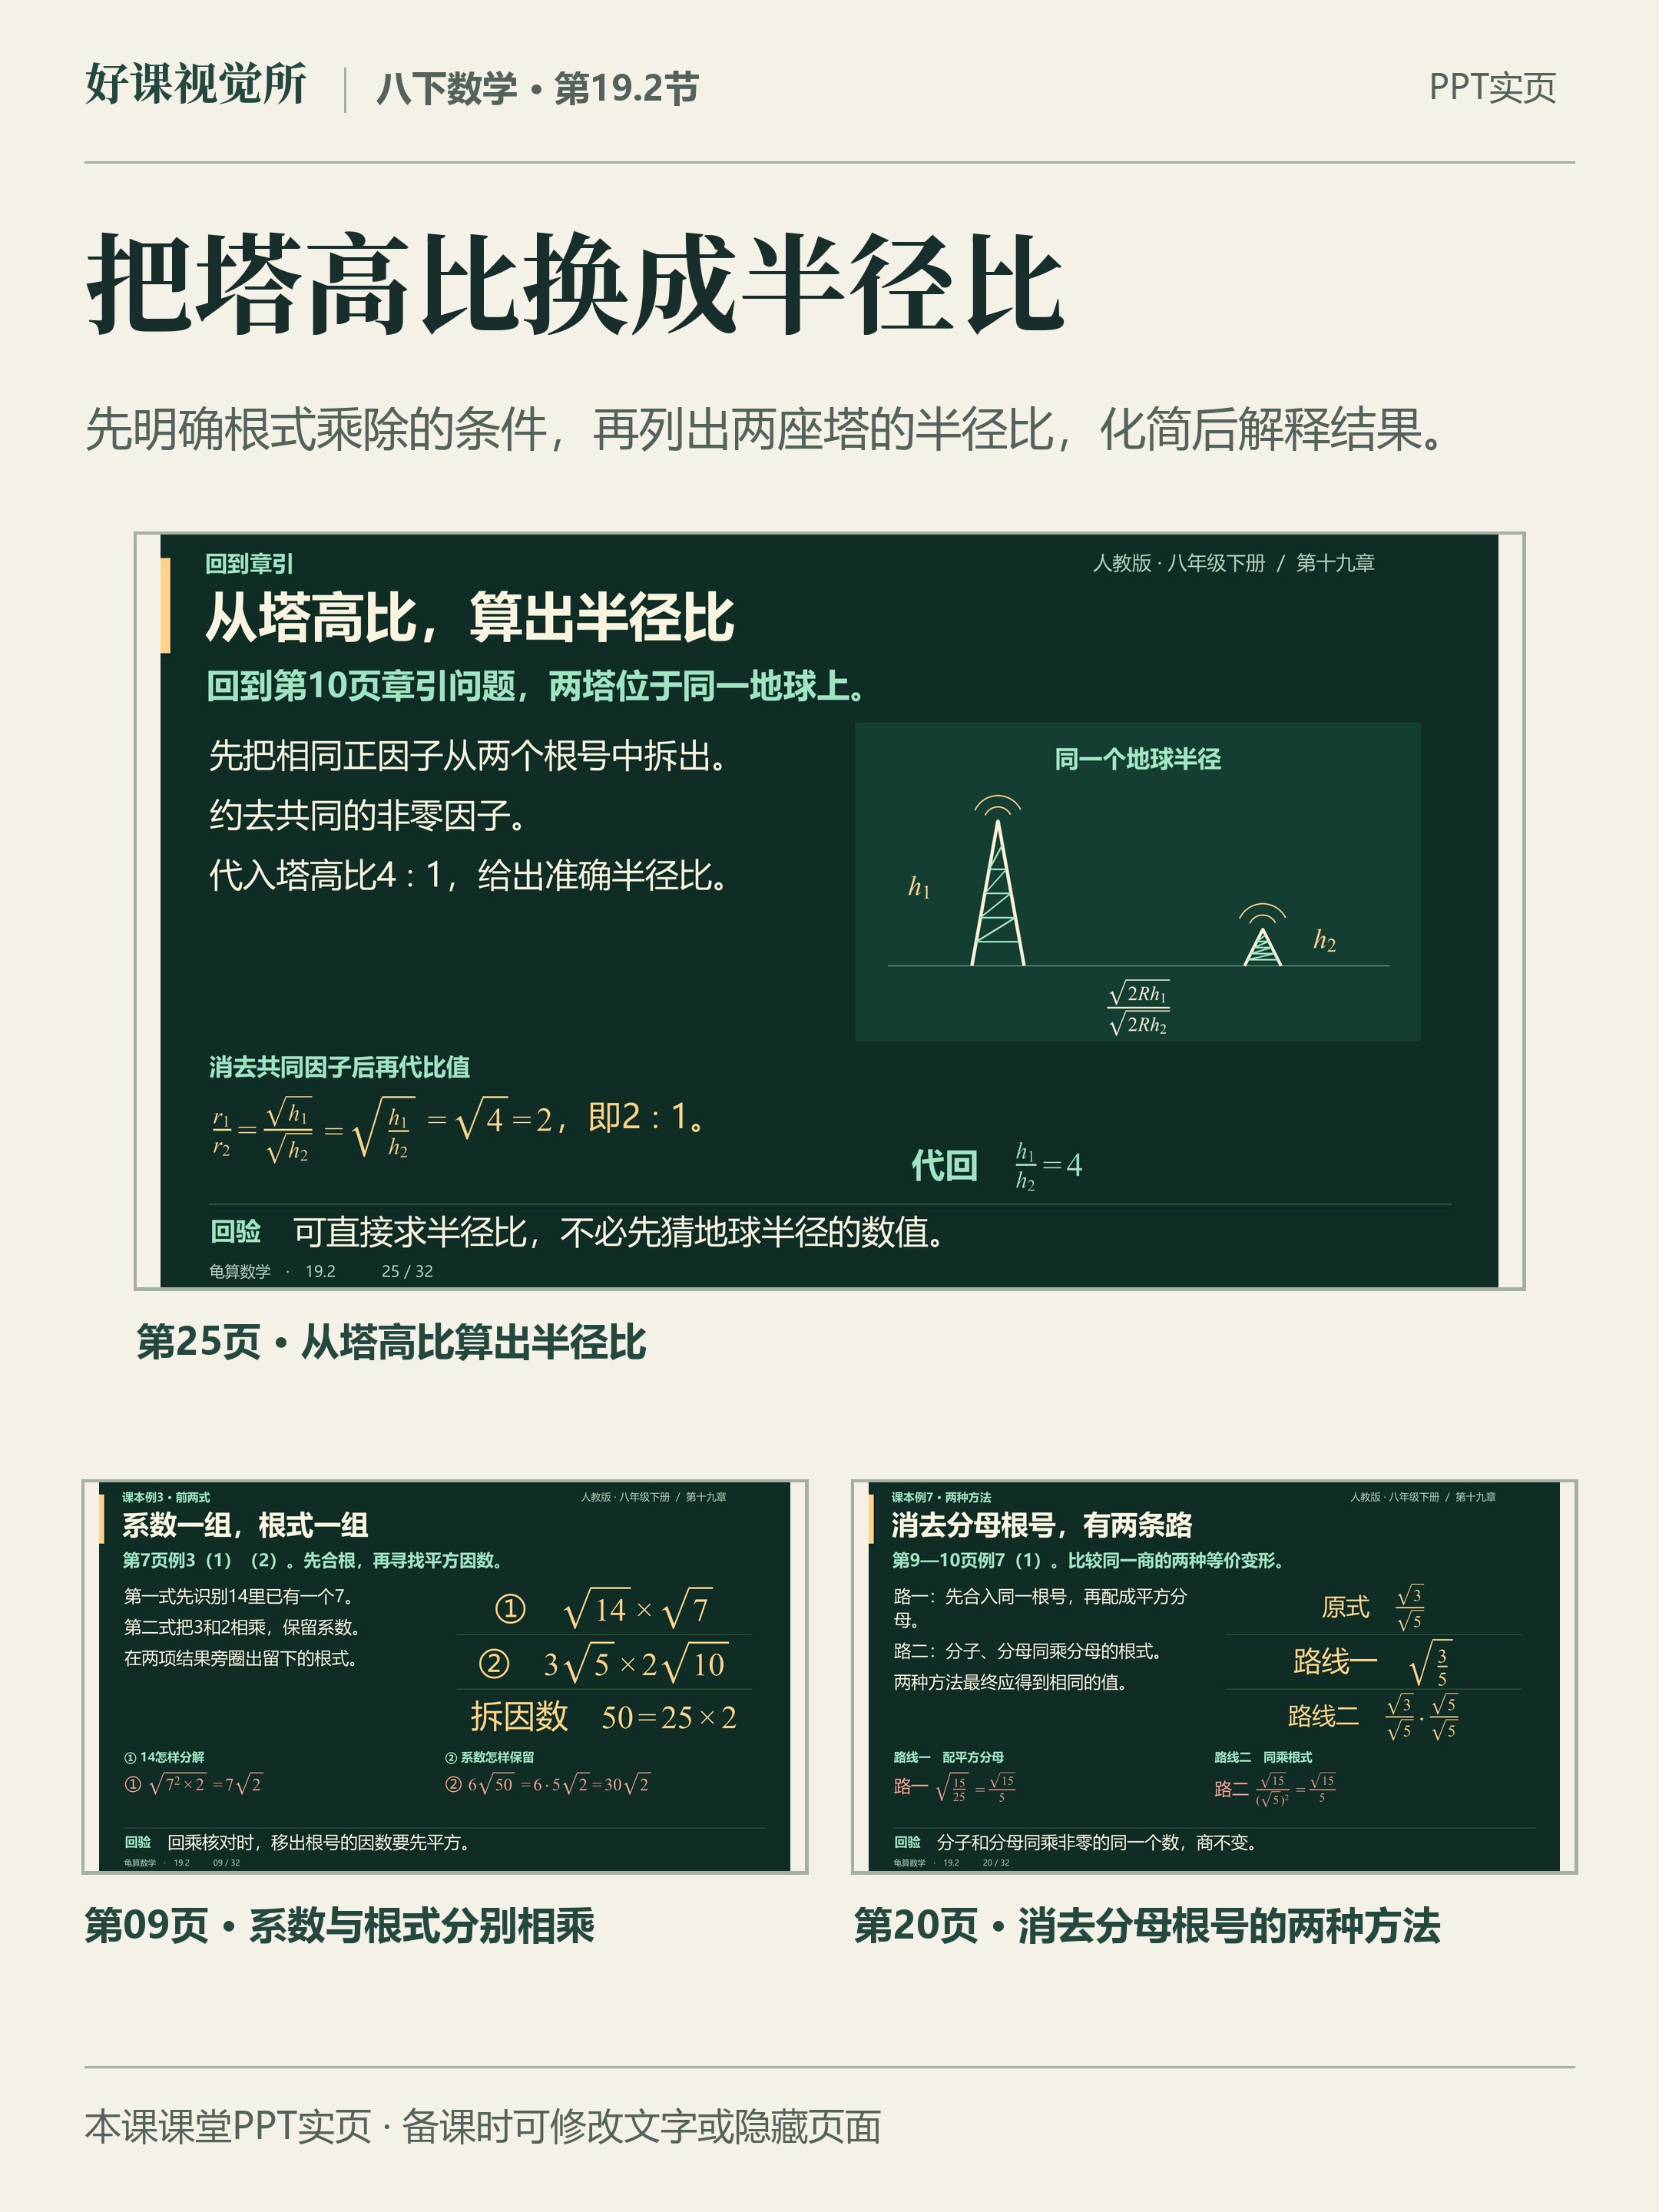 好课视觉所 | 八下数学·第19.2节 PPT实页
把塔高比换成半径比
先明确根式乘除的条件，再列出两座塔的半径比，化简后解释结果。
回到章引 人教版·八年级下册 / 第十九章
从塔高比，算出半径比
回到第10页章引问题，两塔位于同一地球上。
先把相同正因子从两个根号中拆出。
约去共同的非零因子。
代入塔高比4：1，给出准确半径比。
同一个地球半径
h₁
h₂
√(2Rh₁)/√(2Rh₂)
消去共同因子后再代比值
r₁/r₂=√h₁/√h₂=√(h₁/h₂)=√4=2，即2：1。
代回 h₁/h₂=4
回验 可直接求半径比，不必先猜地球半径的数值。
龟算数学 · 19.2 25 / 32
第25页·从塔高比算出半径比
课本例3·前两式 人教版·八年级下册 / 第十九章
系数一组，根式一组
第7页例3（1）（2）。先合根，再寻找平方因数。
第一式先识别14里已有一个7。
第二式把3和2相乘，保留系数。
在两项结果旁圈出留下的根式。
① √14×√7
② 3√5×2√10
拆因数 50=25×2
① 14怎样分解 ② 系数怎样保留
① √(7²×2)=7√2 ② 6√50=6·5√2=30√2
回验 回乘核对时，移出根号的因数要先平方。
龟算数学 · 19.2 09 / 32
第09页·系数与根式分别相乘
课本例7·两种方法 人教版·八年级下册 / 第十九章
消去分母根号，有两条路
第9—10页例7（1）。比较同一商的两种等价变形。
路一：先合入同一根号，再配成平方分
母。
路二：分子、分母同乘分母的根式。
两种方法最终应得到相同的值。
原式 √3/√5
路线一 √(3/5)
路线二 √3/√5·√5/√5
路线一 配平方分母 路线二 同乘根式
路一 √(15/25)=√15/5 路二 √15/(√5)²=√15/5
回验 分子和分母同乘非零的同一个数，商不变。
龟算数学 · 19.2 20 / 32
第20页·消去分母根号的两种方法
本课课堂PPT实页·备课时可修改文字或隐藏页面